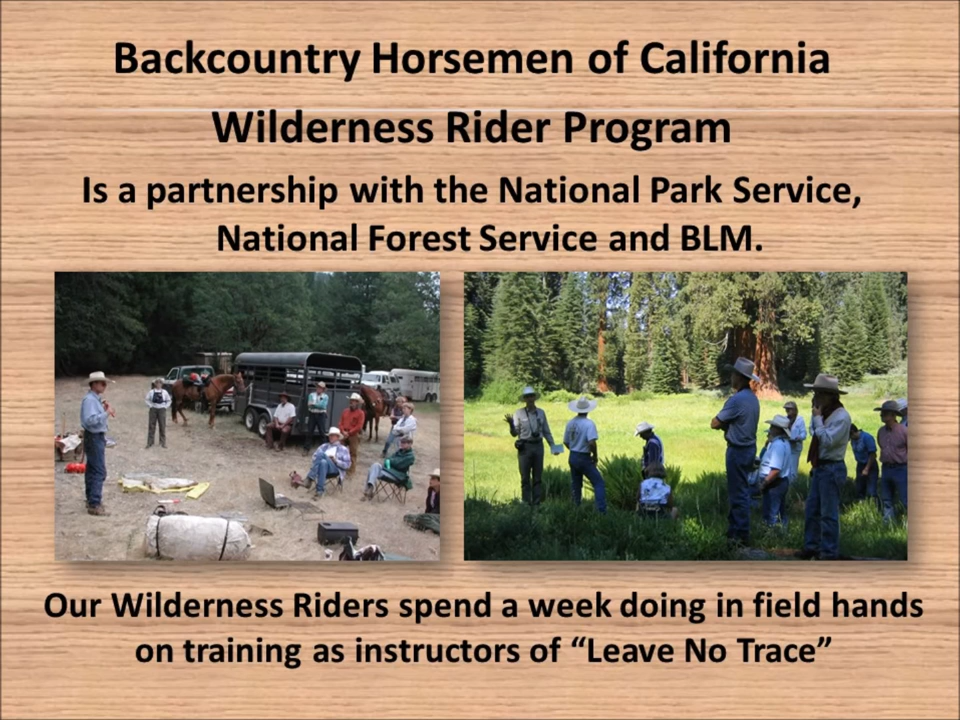 Backcountry Horsemen of California
Wilderness Rider Program
Is a partnership with the National Park Service,
National Forest Service and BLM.
Our Wilderness Riders spend a week doing in field hands
on training as instructors of “Leave No Trace”